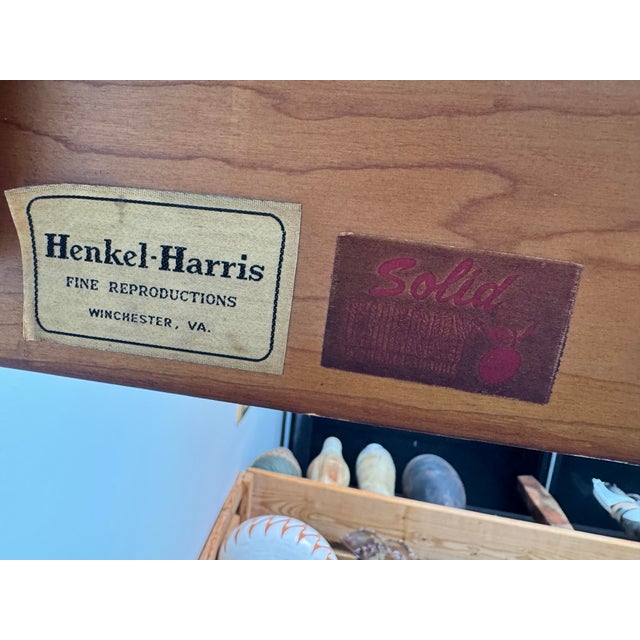 Henkel-Harris
FINE REPRODUCTIONS
WINCHESTER, VA.
Solid